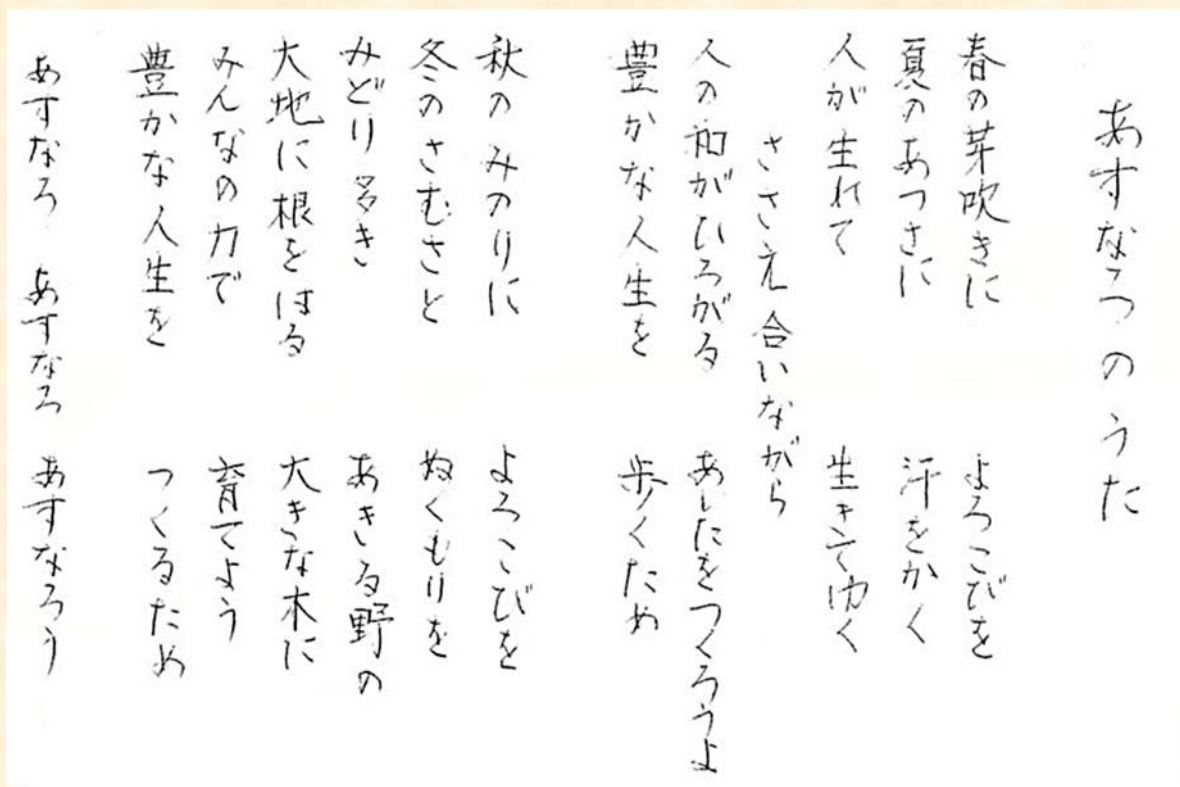 あすなろのうた
春の芽吹きに　よろこびを
夏のあつさに　汗をかく
人が生れて　生きてゆく
ささえ合いながら
人の和がひろがる　あしたをつくろうよ
豊かな人生を　歩くため
秋のみのりに　よろこびを
冬のさむさと　ぬくもりを
みどり多き　あきる野の
大地に根をはる　大きな木に
みんなの力で　育てよう
豊かな人生を　つくるため
あすなろ　あすなろ　あすなろう